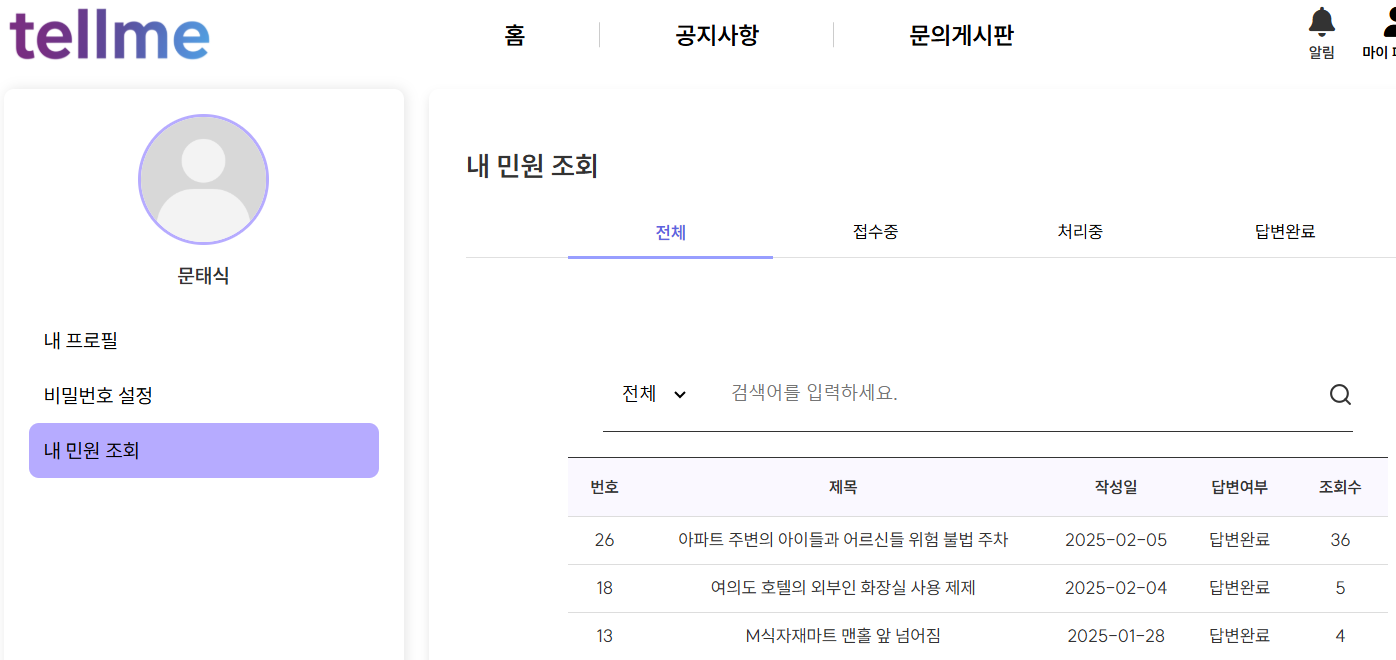 tellme
홈 공지사항 문의게시판
알림 마이
문태식
내 프로필
비밀번호 설정
내 민원 조회
내 민원 조회
전체 접수중 처리중 답변완료
전체 검색어를 입력하세요.
번호 제목 작성일 답변여부 조회수
26 아파트 주변의 아이들과 어르신들 위험 불법 주차 2025-02-05 답변완료 36
18 여의도 호텔의 외부인 화장실 사용 제제 2025-02-04 답변완료 5
13 M식자재마트 맨홀 앞 넘어짐 2025-01-28 답변완료 4